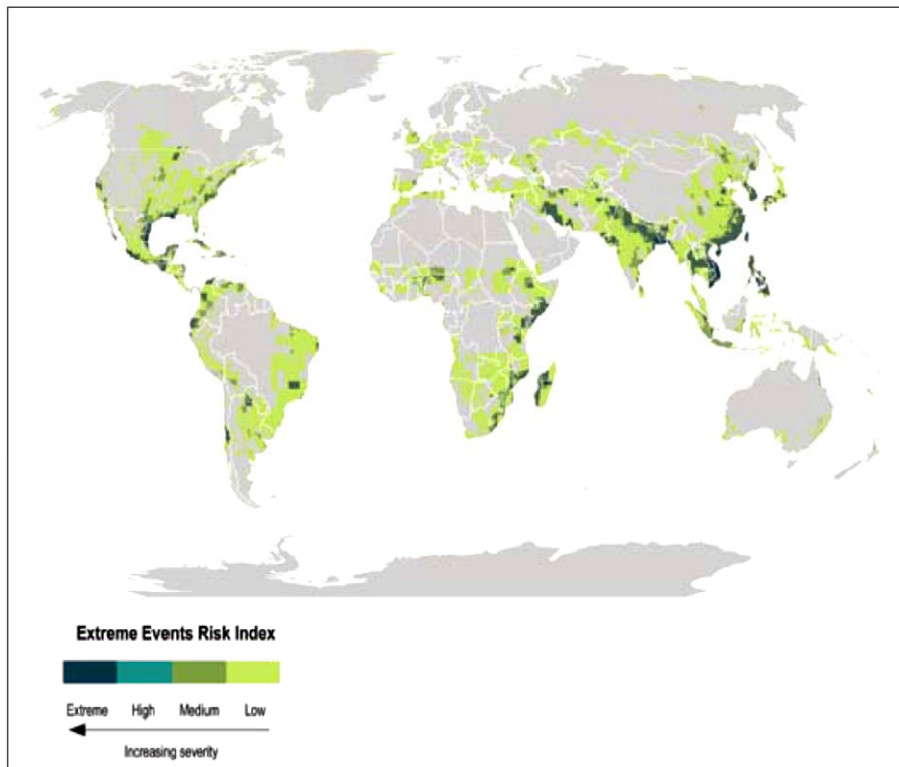 Extreme Events Risk Index
Extreme High Medium Low
Increasing severity